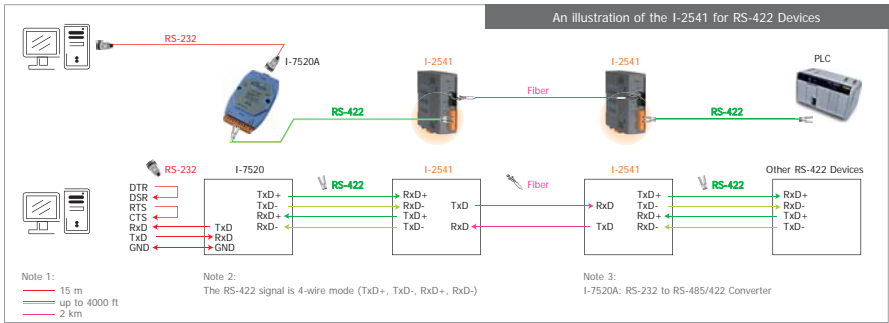 An illustration of the I-2541 for RS-422 Devices
RS-232
I-7520A
I-2541
I-2541
PLC
Fiber
RS-422
RS-422
RS-232
I-7520
RS-422
I-2541
Fiber
I-2541
RS-422
Other RS-422 Devices
DTR
DSR
RTS
CTS
RxD
TxD
GND
TxD
RxD
GND
TxD+
TxD-
RxD+
RxD-
RxD+
RxD-
TxD+
TxD-
TxD
RxD
RxD
TxD
TxD+
TxD-
RxD+
RxD-
RxD+
RxD-
TxD+
TxD-
Note 1:
15 m
up to 4000 ft
2 km
Note 2:
The RS-422 signal is 4-wire mode (TxD+, TxD-, RxD+, RxD-)
Note 3:
I-7520A: RS-232 to RS-485/422 Converter